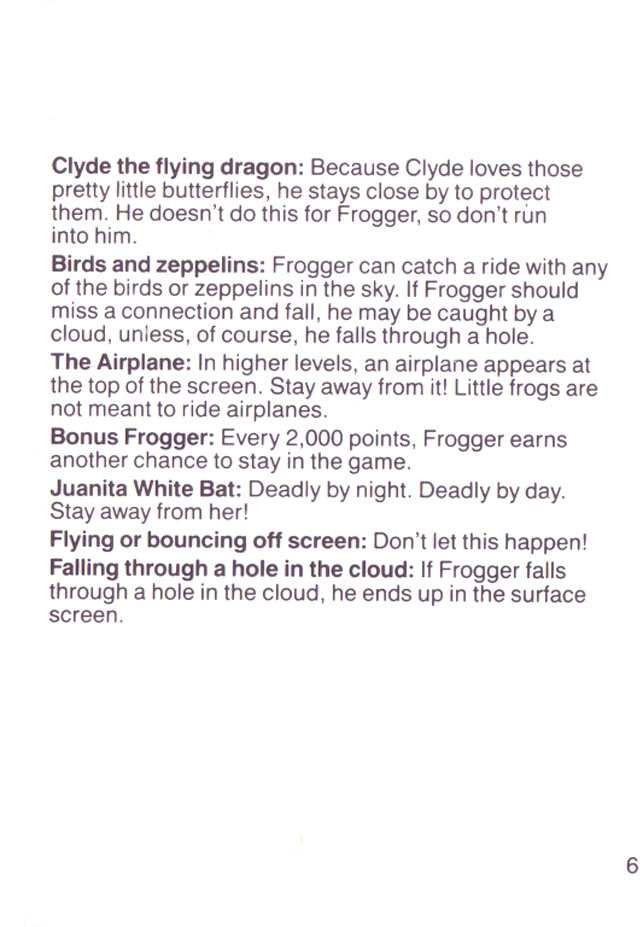 Clyde the flying dragon: Because Clyde loves those
pretty little butterflies, he stays close by to protect
them. He doesn't do this for Frogger, so don't run
into him.
Birds and zeppelins: Frogger can catch a ride with any
of the birds or zeppelins in the sky. If Frogger should
miss a connection and fall, he may be caught by a
cloud, unless, of course, he falls through a hole.
The Airplane: In higher levels, an airplane appears at
the top of the screen. Stay away from it! Little frogs are
not meant to ride airplanes.
Bonus Frogger: Every 2,000 points, Frogger earns
another chance to stay in the game.
Juanita White Bat: Deadly by night. Deadly by day.
Stay away from her!
Flying or bouncing off screen: Don't let this happen!
Falling through a hole in the cloud: If Frogger falls
through a hole in the cloud, he ends up in the surface
screen.
6